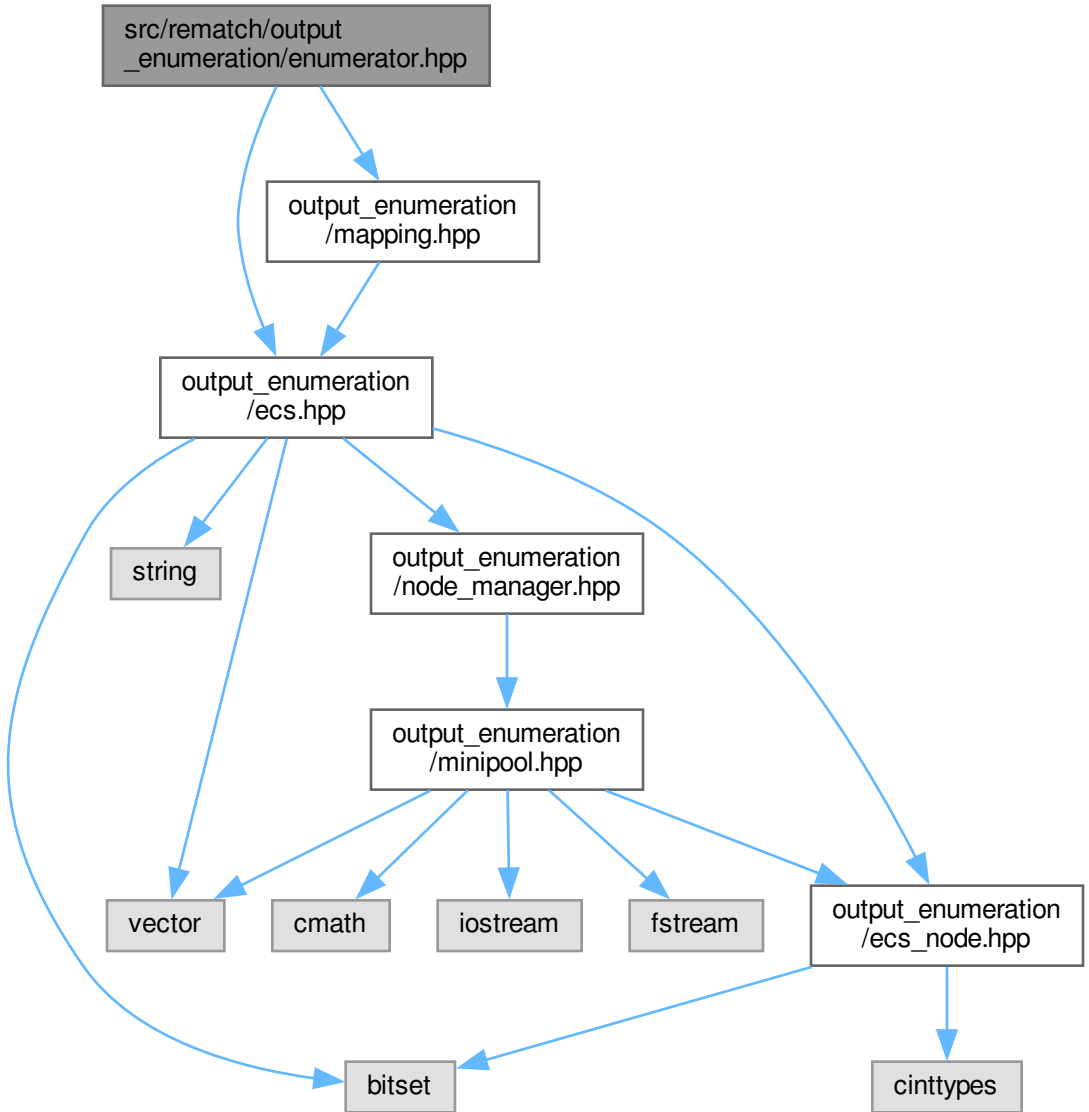 src/rematch/output
_enumeration/enumerator.hpp
output_enumeration
/mapping.hpp
output_enumeration
/ecs.hpp
string
output_enumeration
/node_manager.hpp
output_enumeration
/minipool.hpp
vector
cmath
iostream
fstream
output_enumeration
/ecs_node.hpp
bitset
cinttypes